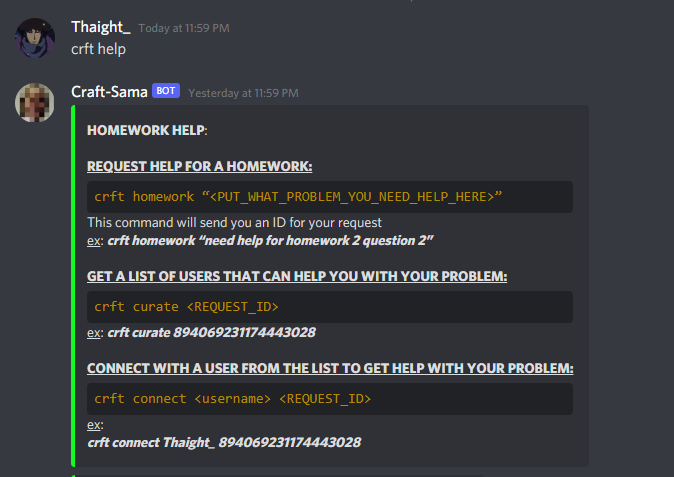 Thaight_ Today at 11:59 PM
crft help
Craft-Sama BOT Yesterday at 11:59 PM
HOMEWORK HELP:
REQUEST HELP FOR A HOMEWORK:
crft homework “<PUT_WHAT_PROBLEM_YOU_NEED_HELP_HERE>”
This command will send you an ID for your request
ex: crft homework “need help for homework 2 question 2”
GET A LIST OF USERS THAT CAN HELP YOU WITH YOUR PROBLEM:
crft curate <REQUEST_ID>
ex: crft curate 894069231174443028
CONNECT WITH A USER FROM THE LIST TO GET HELP WITH YOUR PROBLEM:
crft connect <username> <REQUEST_ID>
ex:
crft connect Thaight_ 894069231174443028